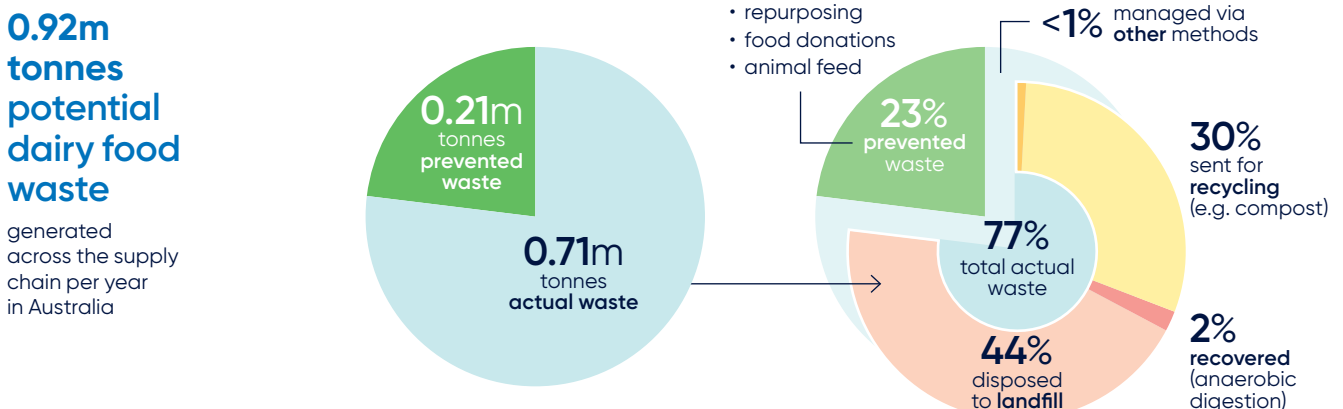 0.92m
tonnes
potential
dairy food
waste
generated
across the supply
chain per year
in Australia
0.21m
tonnes
prevented
waste
0.71m
tonnes
actual waste
• repurposing
• food donations
• animal feed
23%
prevented
waste
<1% managed via
other methods
30%
sent for
recycling
(e.g. compost)
77%
total actual
waste
2%
recovered
(anaerobic
digestion)
44%
disposed
to landfill